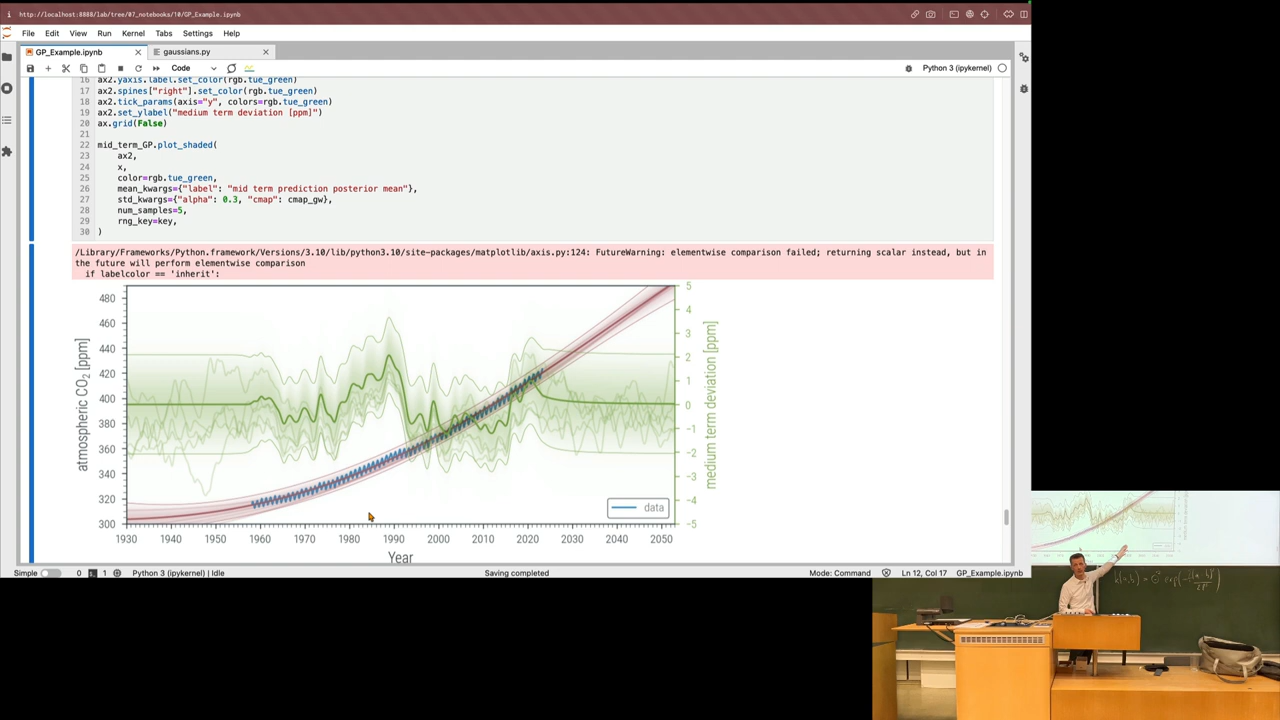 http://localhost:8888/lab/tree/07_notebooks/10/GP_Example.ipynb
File Edit View Run Kernel Tabs Settings Help
GP_Example.ipynb
gaussians.py
Code
Python 3 (ipykernel)
16 ax2.yaxis.label.set_color(rgb.tue_green)
17 ax2.spines["right"].set_color(rgb.tue_green)
18 ax2.tick_params(axis="y", colors=rgb.tue_green)
19 ax2.set_ylabel("medium term deviation [ppm]")
20 ax.grid(False)
21
22 mid_term_GP.plot_shaded(
23 ax2,
24 x,
25 color=rgb.tue_green,
26 mean_kwargs={"label": "mid term prediction posterior mean"},
27 std_kwargs={"alpha": 0.3, "cmap": cmap_gw},
28 num_samples=5,
29 rng_key=key,
30 )
/Library/Frameworks/Python.framework/Versions/3.10/lib/python3.10/site-packages/matplotlib/axis.py:124: FutureWarning: elementwise comparison failed; returning scalar instead, but in
the future will perform elementwise comparison
if labelcolor == 'inherit':
480
460
440
420
400
380
360
340
320
300
atmospheric CO2 [ppm]
5
4
3
2
1
0
-1
-2
-3
-4
-5
medium term deviation [ppm]
data
1930 1940 1950 1960 1970 1980 1990 2000 2010 2020 2030 2040 2050
Year
Simple 0 1 Python 3 (ipykernel) | Idle Saving completed Mode: Command Ln 12, Col 17 GP_Example.ipynb